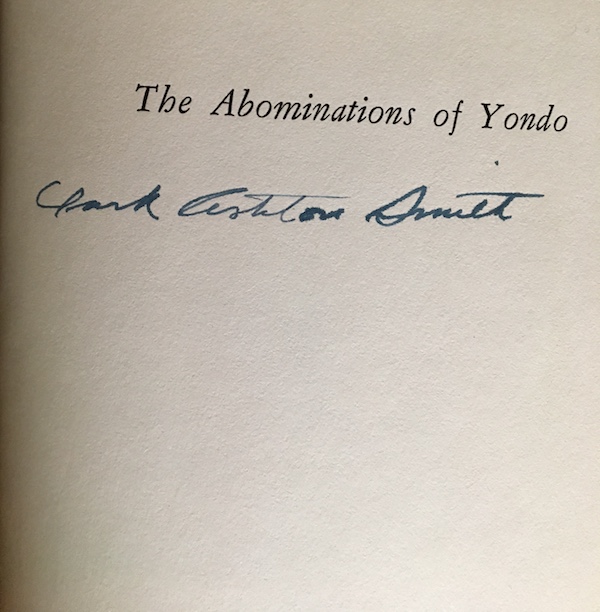 The Abominations of Yondo
Clark Ashton Smith